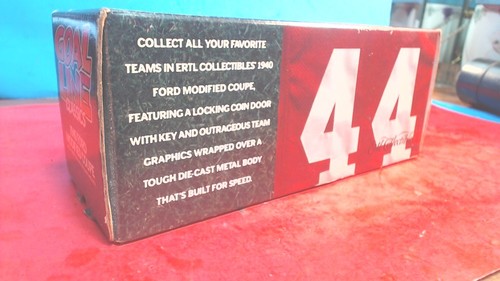 COLLECT ALL YOUR FAVORITE
TEAMS IN ERTL COLLECTIBLES' 1940
FORD MODIFIED COUPE,
FEATURING A LOCKING COIN DOOR
WITH KEY AND OUTRAGEOUS TEAM
GRAPHICS WRAPPED OVER A
TOUGH DIE-CAST METAL BODY
THAT'S BUILT FOR SPEED.
44